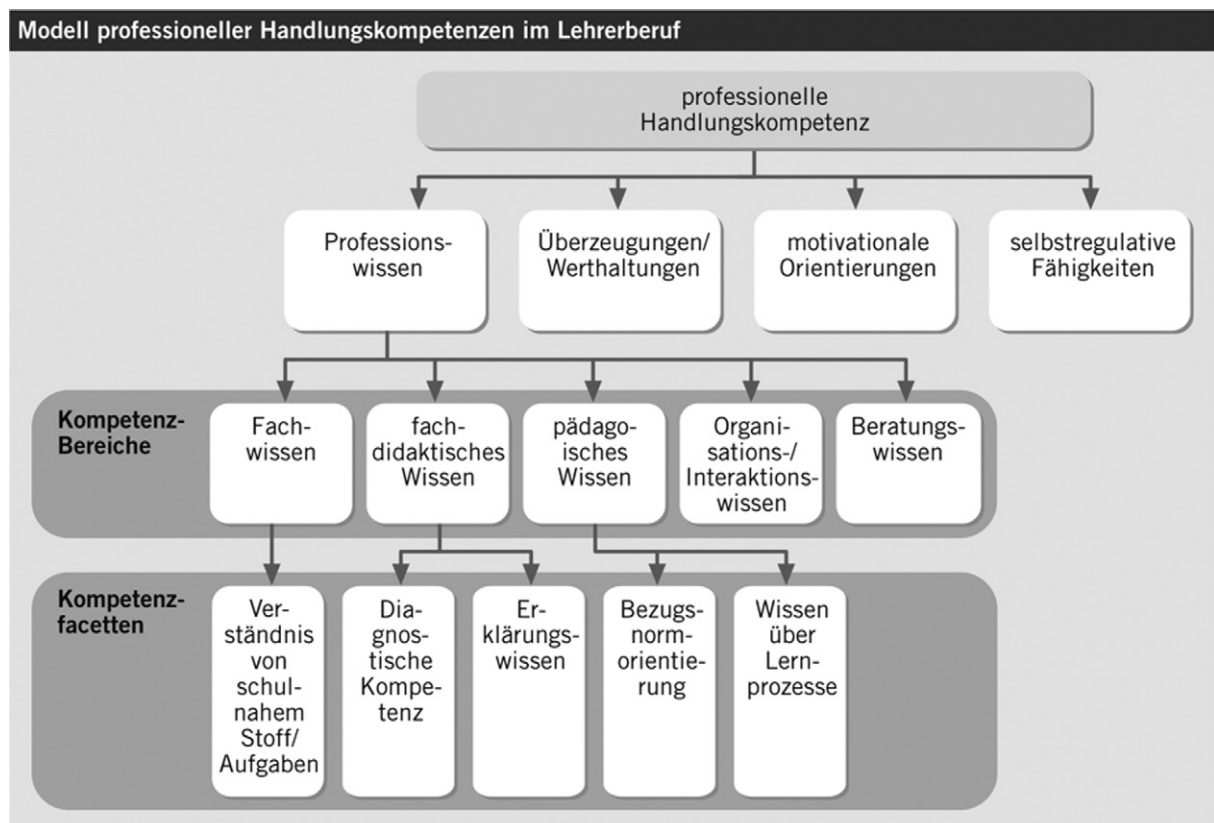 Modell professioneller Handlungskompetenzen im Lehrerberuf
professionelle
Handlungskompetenz
Professions-
wissen
Überzeugungen/
Werthaltungen
motivationale
Orientierungen
selbstregulative
Fähigkeiten
Kompetenz-
Bereiche
Fach-
wissen
fach-
didaktisches
Wissen
pädago-
gisches
Wissen
Organi-
sations-/
Interaktions-
wissen
Beratungs-
wissen
Kompetenz-
facetten
Ver-
ständnis
von
schul-
nahem
Stoff/
Aufgaben
Dia-
gnos-
tische
Kompe-
tenz
Er-
klärungs-
wissen
Bezugs-
norm-
orientie-
rung
Wissen
über
Lern-
prozesse